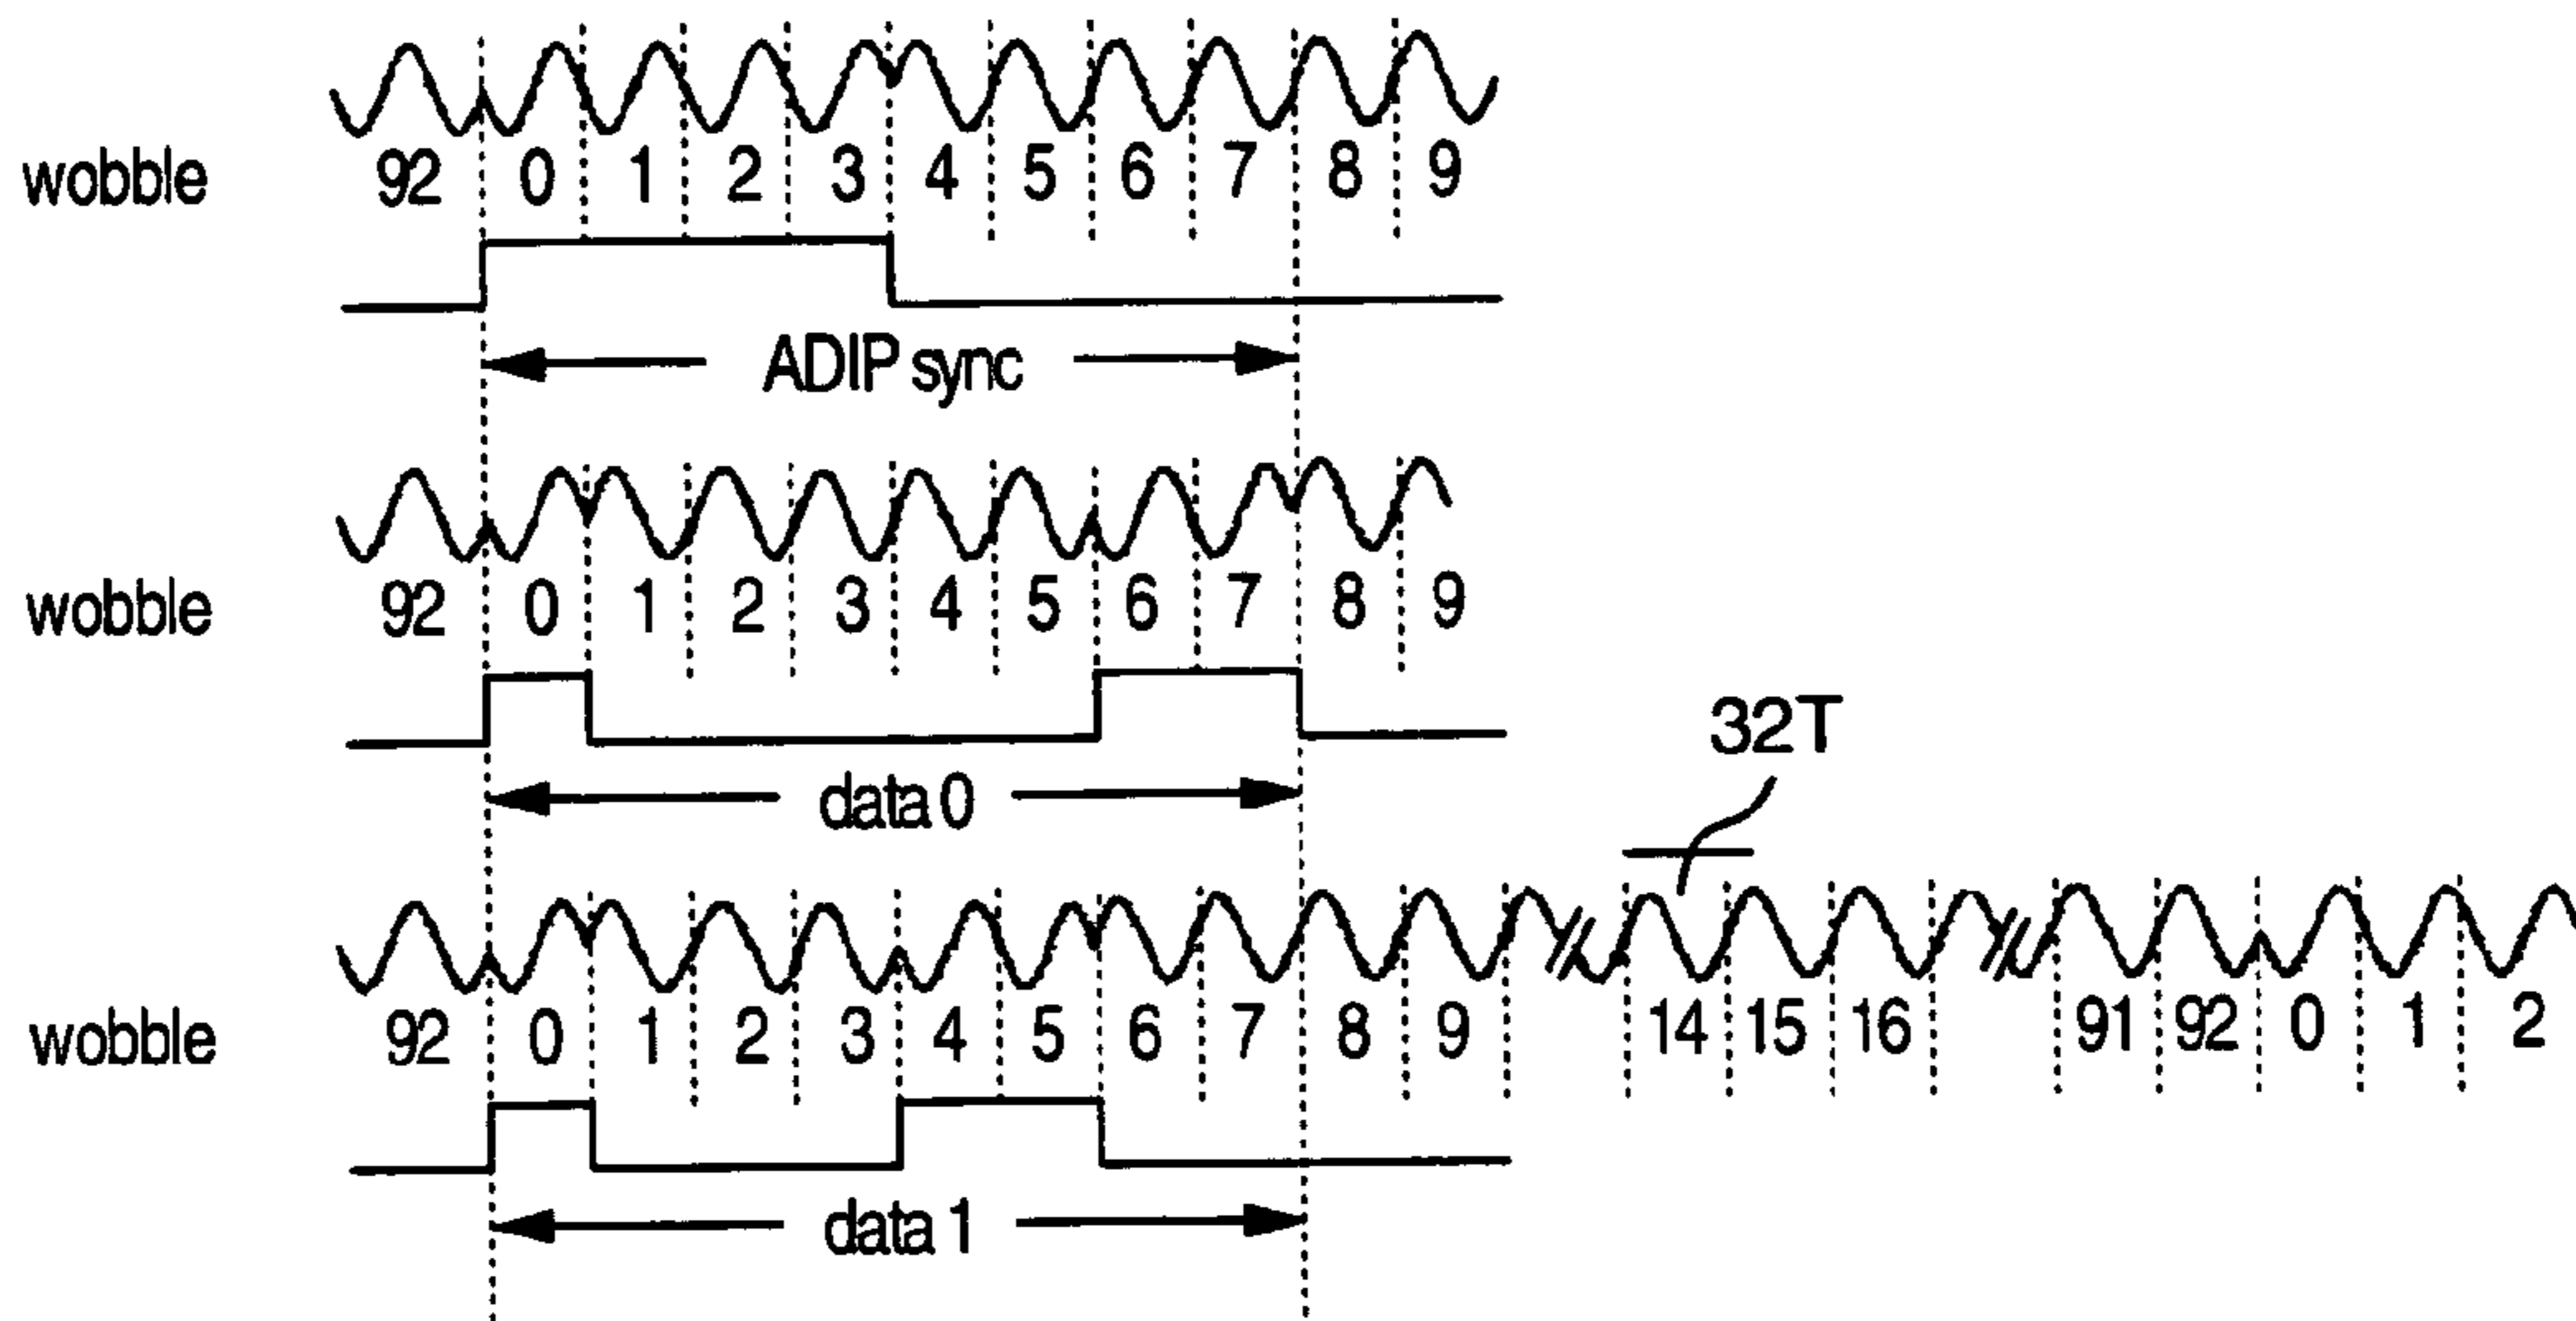 wobble 92 0 1 2 3 4 5 6 7 8 9
ADIP sync
wobble 92 0 1 2 3 4 5 6 7 8 9
32T
data 0
wobble 92 0 1 2 3 4 5 6 7 8 9 14 15 16 91 92 0 1 2
data 1